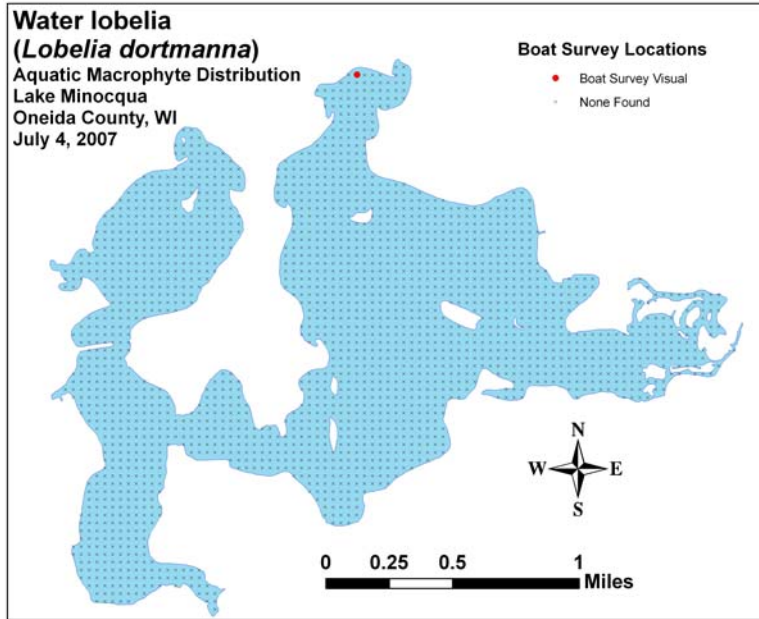 Water lobelia
(Lobelia dortmanna)
Aquatic Macrophyte Distribution
Lake Minocqua
Oneida County, WI
July 4, 2007
Boat Survey Locations
Boat Survey Visual
None Found
N
W E
S
0 0.25 0.5 1
Miles